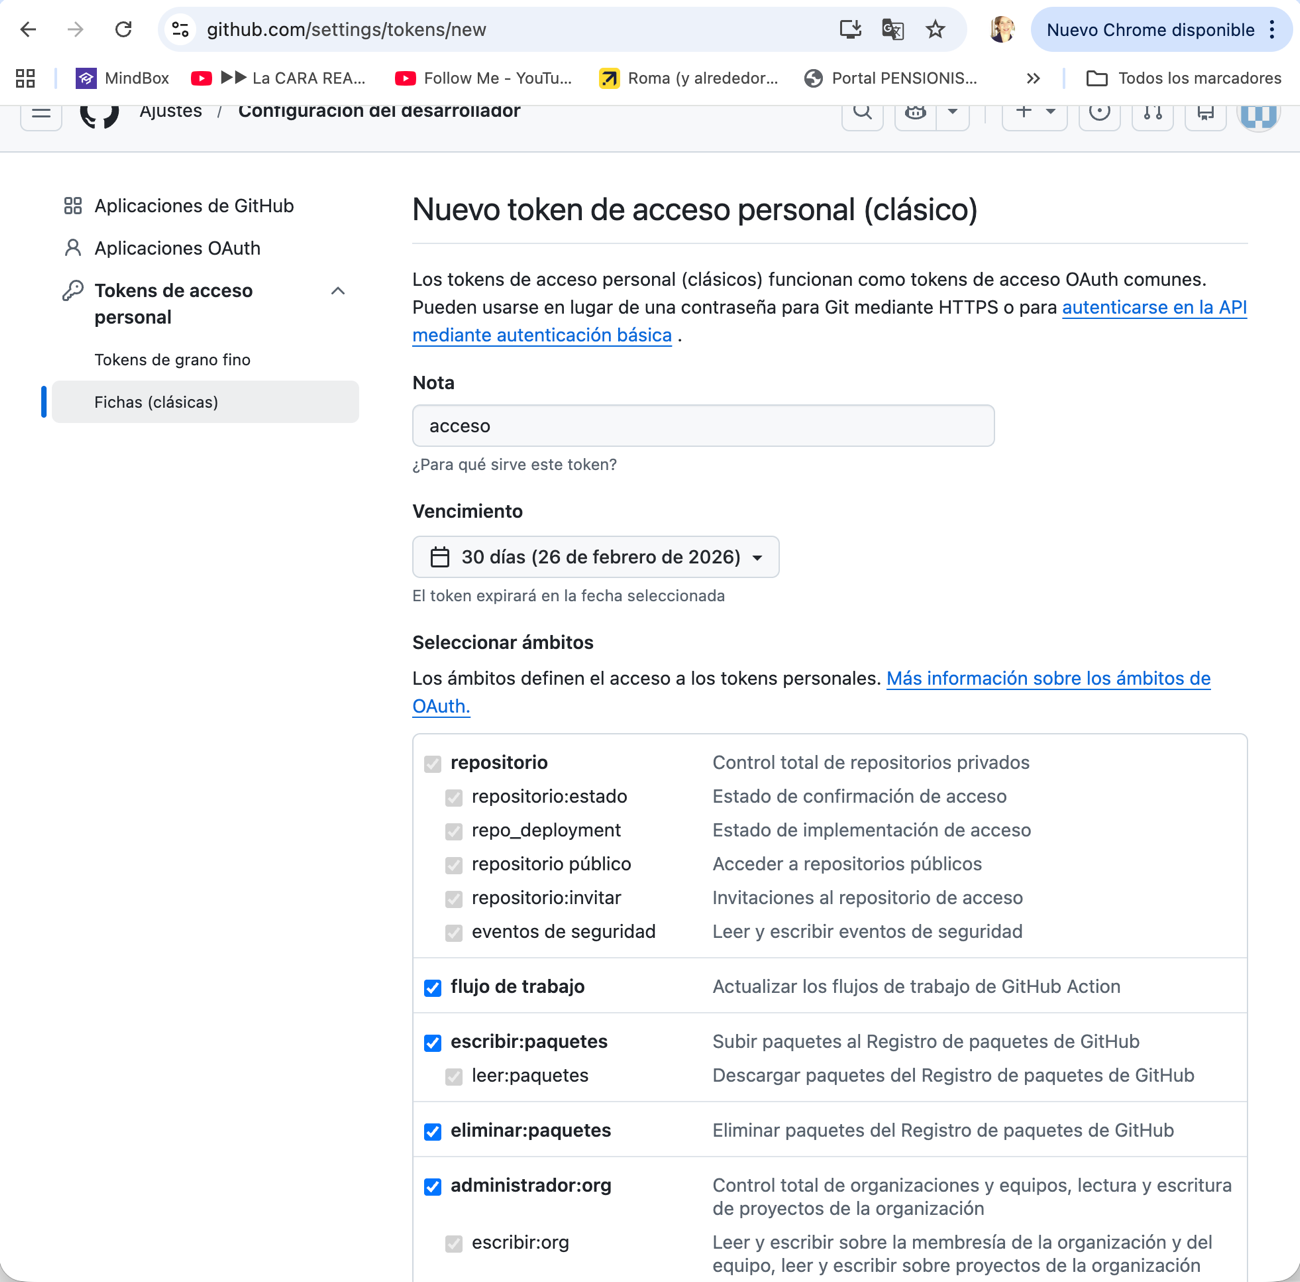 github.com/settings/tokens/new
Nuevo Chrome disponible
MindBox
▶▶ La CARA REA...
Follow Me - YouTu...
Roma (y alrededor...
Portal PENSIONIS...
»
Todos los marcadores
Ajustes / Configuración del desarrollador
Aplicaciones de GitHub
Aplicaciones OAuth
Tokens de acceso
personal
Tokens de grano fino
Fichas (clásicas)
Nuevo token de acceso personal (clásico)
Los tokens de acceso personal (clásicos) funcionan como tokens de acceso OAuth comunes.
Pueden usarse en lugar de una contraseña para Git mediante HTTPS o para autenticarse en la API
mediante autenticación básica .
Nota
acceso
¿Para qué sirve este token?
Vencimiento
30 días (26 de febrero de 2026)
El token expirará en la fecha seleccionada
Seleccionar ámbitos
Los ámbitos definen el acceso a los tokens personales. Más información sobre los ámbitos de
OAuth.
repositorio Control total de repositorios privados
repositorio:estado Estado de confirmación de acceso
repo_deployment Estado de implementación de acceso
repositorio público Acceder a repositorios públicos
repositorio:invitar Invitaciones al repositorio de acceso
eventos de seguridad Leer y escribir eventos de seguridad
flujo de trabajo Actualizar los flujos de trabajo de GitHub Action
escribir:paquetes Subir paquetes al Registro de paquetes de GitHub
leer:paquetes Descargar paquetes del Registro de paquetes de GitHub
eliminar:paquetes Eliminar paquetes del Registro de paquetes de GitHub
administrador:org Control total de organizaciones y equipos, lectura y escritura
de proyectos de la organización
escribir:org Leer y escribir sobre la membresía de la organización y del
equipo, leer y escribir sobre proyectos de la organización